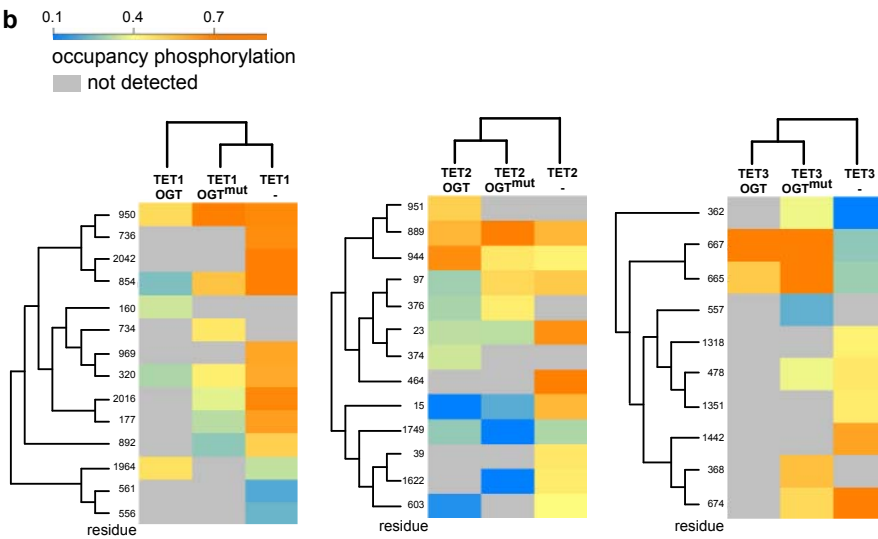 b
0.1 0.4 0.7
occupancy phosphorylation
not detected
TET1 TET1 TET1
OGT OGTmut -
950
736
2042
854
160
734
969
320
2016
177
892
1964
561
556
residue
TET2 TET2 TET2
OGT OGTmut -
951
889
944
97
376
23
374
464
15
1749
39
1622
603
residue
TET3 TET3 TET3
OGT OGTmut -
362
667
665
557
1318
478
1351
1442
368
674
residue